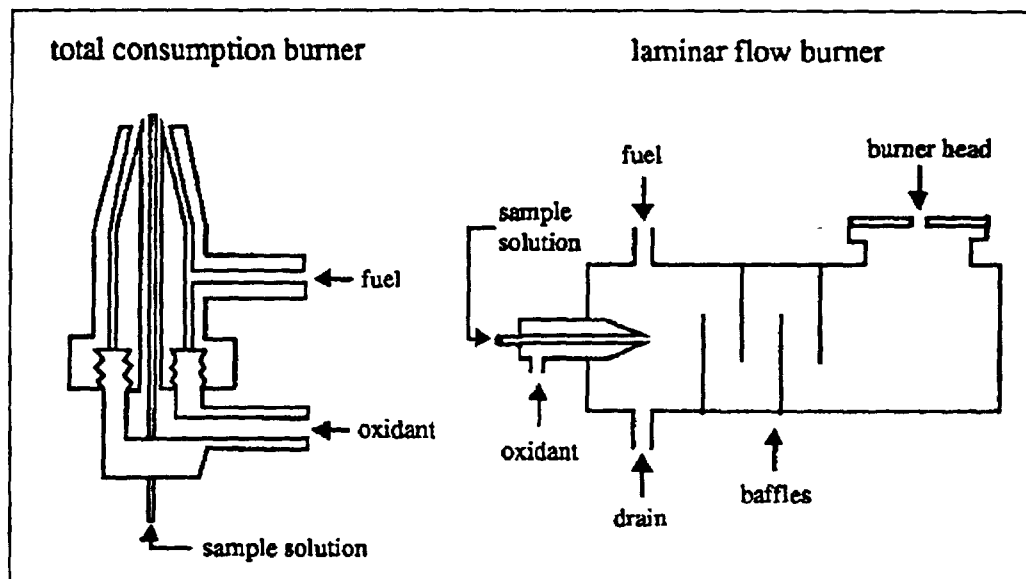 total consumption burner
fuel
oxidant
sample solution
laminar flow burner
fuel
burner head
sample
solution
oxidant
drain
baffles